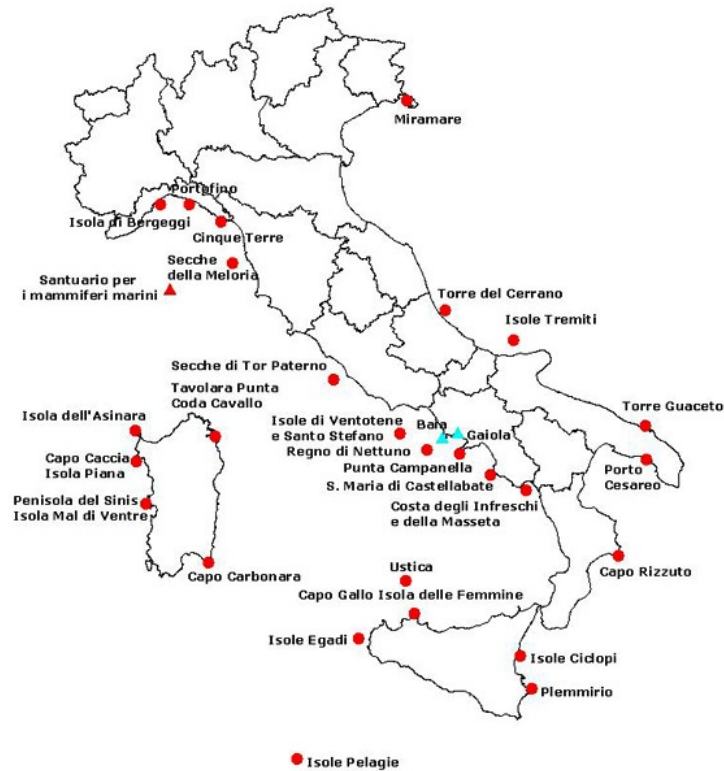 Miramare
Portofino
Isola di Bergeggi
Cinque Terre
Secche
della Meloria
Santuario per
i mammiferi marini
Torre del Cerrano
Isole Tremiti
Secche di Tor Paterno
Tavolara Punta
Coda Cavallo
Isola dell'Asinara
Isole di Ventotene
e Santo Stefano
Baia
Gaiola
Torre Guaceto
Regno di Nettuno
Capo Caccia
Isola Piana
Punta Campanella
Porto
Cesareo
S. Maria di Castellabate
Penisola del Sinis
Isola Mal di Ventre
Costa degli Infreschi
e della Masseta
Ustica
Capo Rizzuto
Capo Carbonara
Capo Gallo Isola delle Femmine
Isole Egadi
Isole Ciclopi
Plemmirio
Isole Pelagie